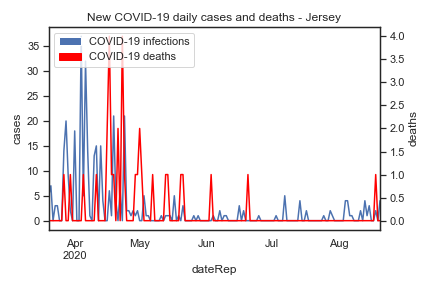 New COVID-19 daily cases and deaths - Jersey
COVID-19 infections
COVID-19 deaths
cases
35
30
25
20
15
10
5
0
4.0
3.5
3.0
2.5
2.0
1.5
1.0
0.5
0.0
deaths
Apr May Jun Jul Aug
2020
dateRep